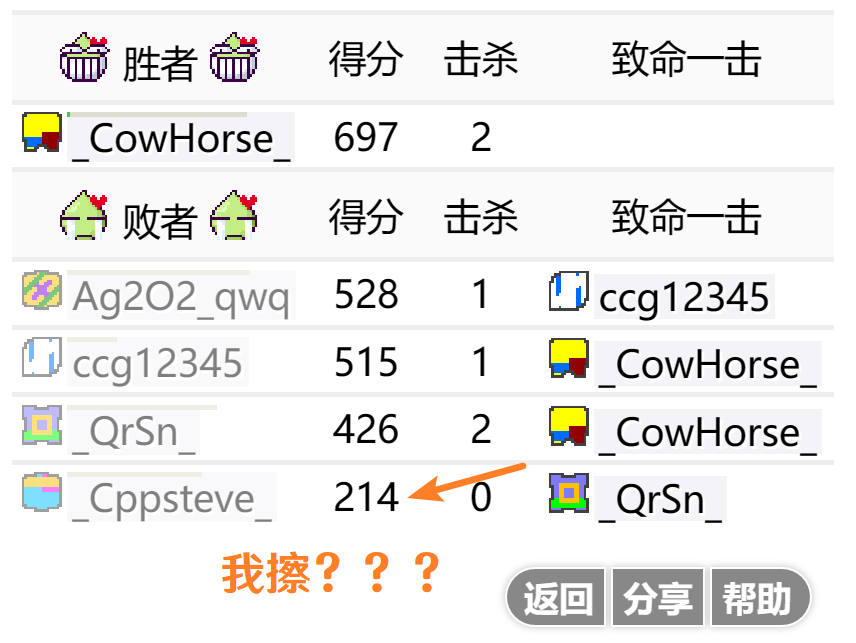 胜者 得分 击杀 致命一击
_CowHorse_ 697 2
败者 得分 击杀 致命一击
Ag2O2_qwq 528 1 ccg12345
ccg12345 515 1 _CowHorse_
_QrSn_ 426 2 _CowHorse_
_Cppsteve_ 214 0 _QrSn_
我擦？？？
返回 分享 帮助